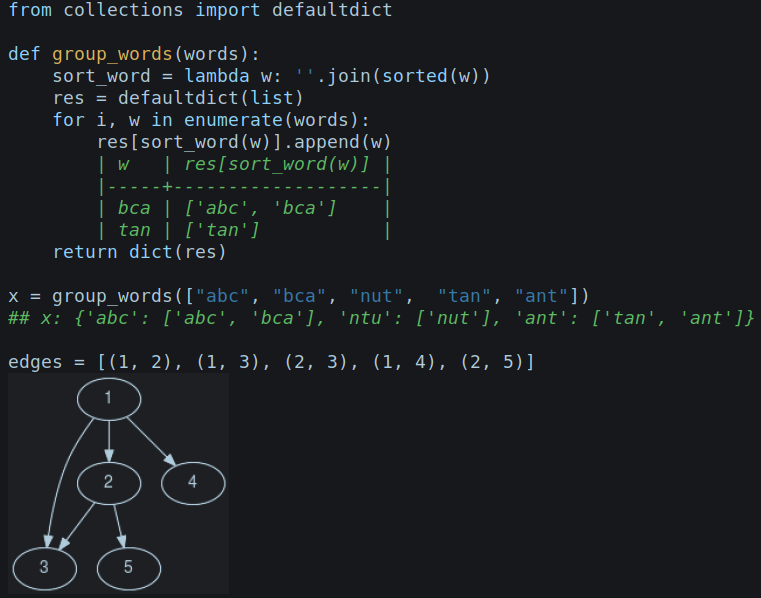 from collections import defaultdict
def group_words(words):
    sort_word = lambda w: ''.join(sorted(w))
    res = defaultdict(list)
    for i, w in enumerate(words):
        res[sort_word(w)].append(w)
        | w   | res[sort_word(w)] |
        |-----+-------------------|
        | bca | ['abc', 'bca']    |
        | tan | ['tan']           |
    return dict(res)
x = group_words(["abc", "bca", "nut",  "tan", "ant"])
## x: {'abc': ['abc', 'bca'], 'ntu': ['nut'], 'ant': ['tan', 'ant']}
edges = [(1, 2), (1, 3), (2, 3), (1, 4), (2, 5)]
1
2 4
3 5